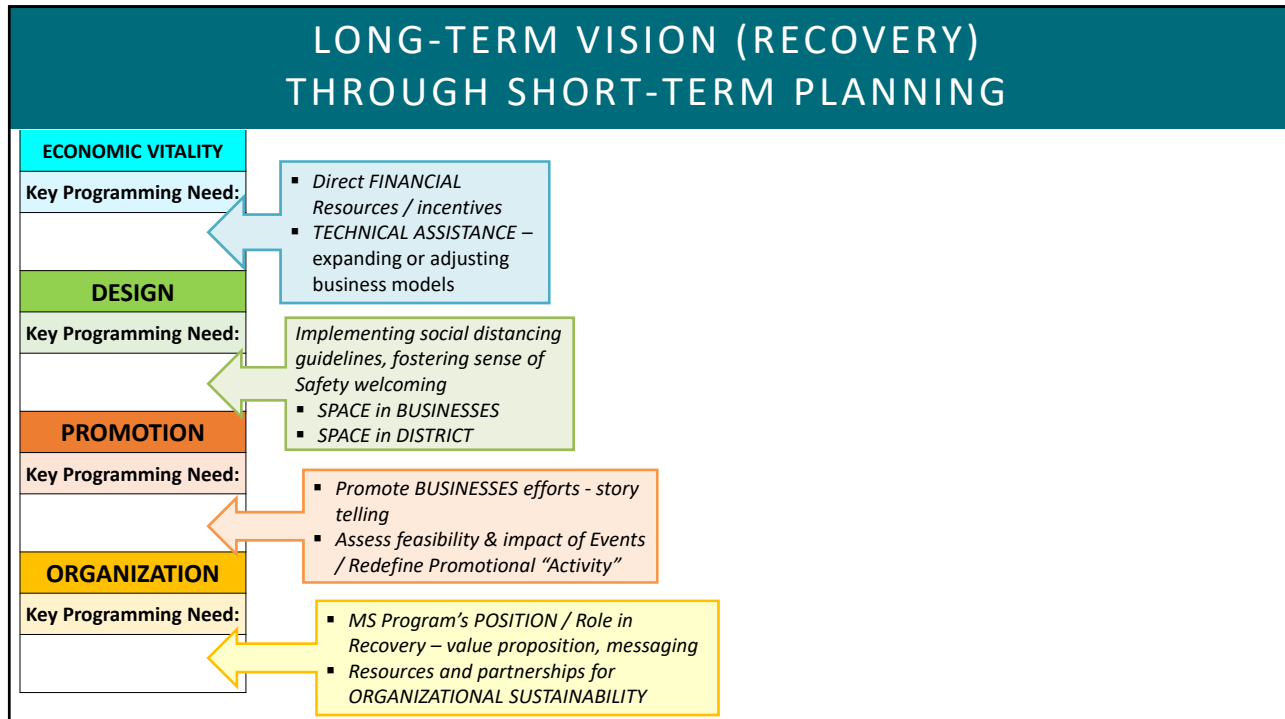 LONG-TERM VISION (RECOVERY)
THROUGH SHORT-TERM PLANNING
ECONOMIC VITALITY
Key Programming Need:
▪ Direct FINANCIAL
Resources / incentives
▪ TECHNICAL ASSISTANCE –
expanding or adjusting
business models
DESIGN
Key Programming Need:
Implementing social distancing
guidelines, fostering sense of
Safety welcoming
▪ SPACE in BUSINESSES
▪ SPACE in DISTRICT
PROMOTION
Key Programming Need:
▪ Promote BUSINESSES efforts - story
telling
▪ Assess feasibility & impact of Events
/ Redefine Promotional “Activity”
ORGANIZATION
Key Programming Need:
▪ MS Program’s POSITION / Role in
Recovery – value proposition, messaging
▪ Resources and partnerships for
ORGANIZATIONAL SUSTAINABILITY